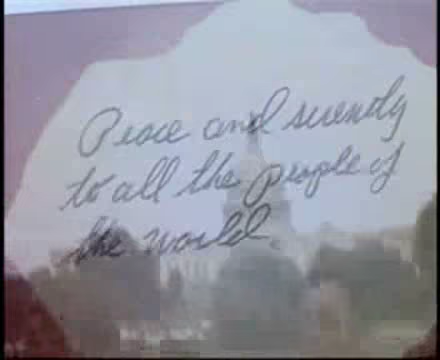 Peace and serenity
to all the people of
the world.